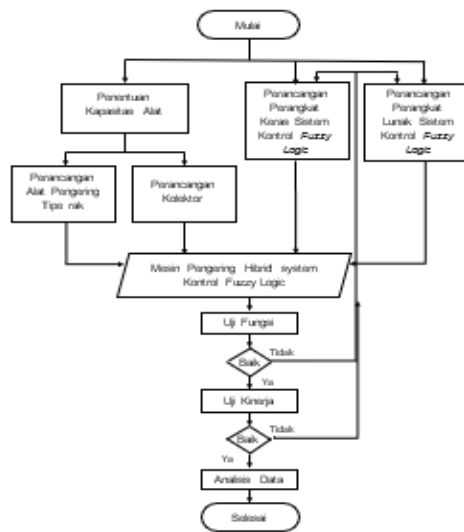 Mulai
Penentuan
Kapasitas Alat
Perancangan
Perangkat
Keras Sistem
Kontrol Fuzzy
Logic
Perancangan
Perangkat
Lunak Sistem
Kontrol Fuzzy
Logic
Perancangan
Alat Pengering
Tipe rak
Perancangan
Kolektor
Mesin Pengering Hibrid system
Kontrol Fuzzy Logic
Uji Fungsi
Baik
Tidak
Ya
Uji Kinerja
Baik
Tidak
Ya
Analisis Data
Selesai